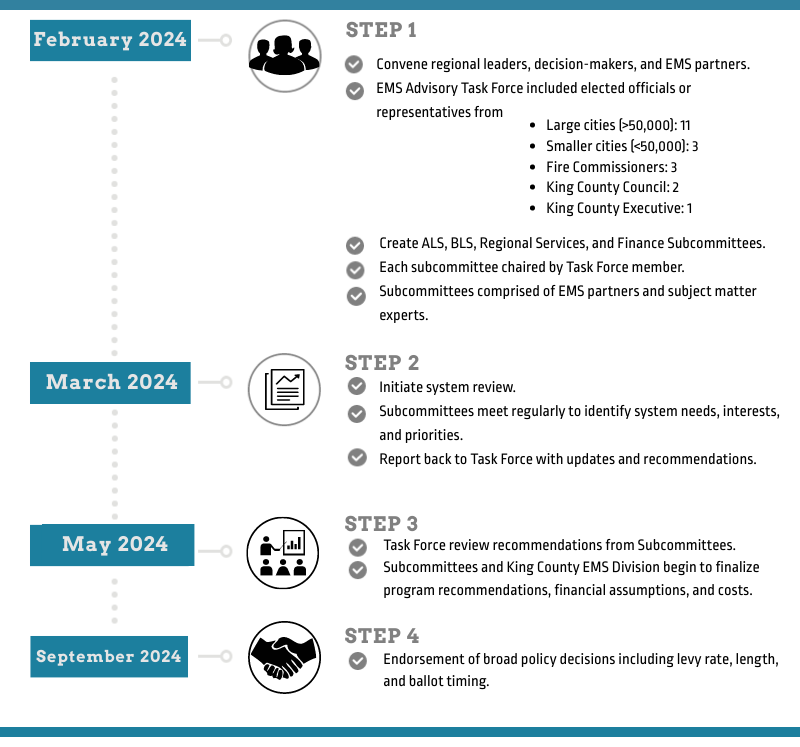 February 2024
STEP 1
Convene regional leaders, decision-makers, and EMS partners.
EMS Advisory Task Force included elected officials or
representatives from
• Large cities (>50,000): 11
• Smaller cities (<50,000): 3
• Fire Commissioners: 3
• King County Council: 2
• King County Executive: 1
Create ALS, BLS, Regional Services, and Finance Subcommittees.
Each subcommittee chaired by Task Force member.
Subcommittees comprised of EMS partners and subject matter
experts.
March 2024
STEP 2
Initiate system review.
Subcommittees meet regularly to identify system needs, interests,
and priorities.
Report back to Task Force with updates and recommendations.
May 2024
STEP 3
Task Force review recommendations from Subcommittees.
Subcommittees and King County EMS Division begin to finalize
program recommendations, financial assumptions, and costs.
September 2024
STEP 4
Endorsement of broad policy decisions including levy rate, length,
and ballot timing.